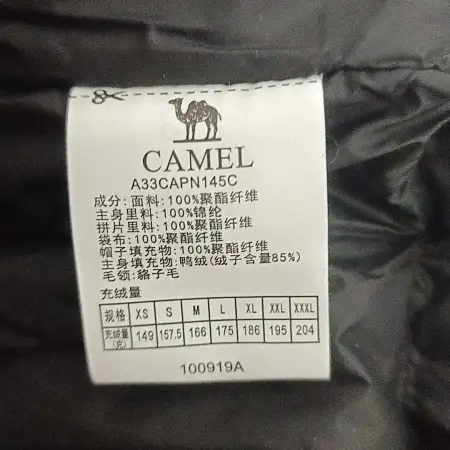 CAMEL
A33CAPN145C
成分: 面料: 100%聚酯纤维
主身里料: 100%锦纶
拼片里料: 100%聚酯纤维
袋布: 100%聚酯纤维
帽子填充物: 100%聚酯纤维
主身填充物: 鸭绒(绒子含量85%)
毛领: 貉子毛
充绒量
规格 XS S M L XL XXL XXXL
充绒量(克) 149 157.5 166 175 186 195 204
100919A